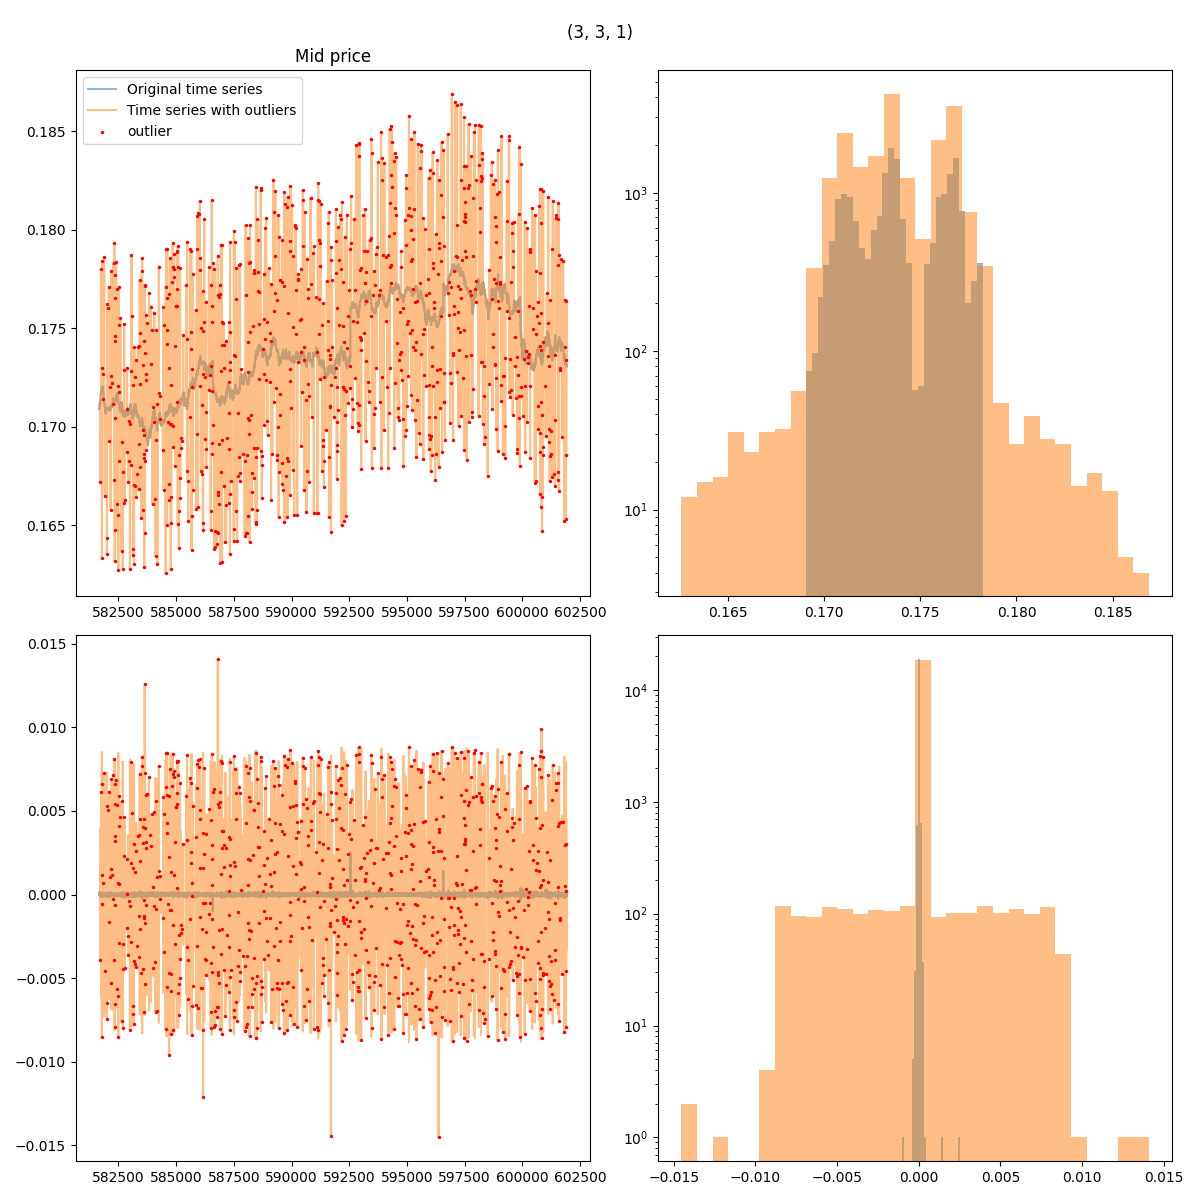 (3, 3, 1)
Mid price
Original time series
Time series with outliers
outlier
0.185
0.180
0.175
0.170
0.165
582500 585000 587500 590000 592500 595000 597500 600000 602500
10³
10²
10¹
0.165 0.170 0.175 0.180 0.185
0.015
0.010
0.005
0.000
−0.005
−0.010
−0.015
582500 585000 587500 590000 592500 595000 597500 600000 602500
10⁴
10³
10²
10¹
10⁰
−0.015 −0.010 −0.005 0.000 0.005 0.010 0.015